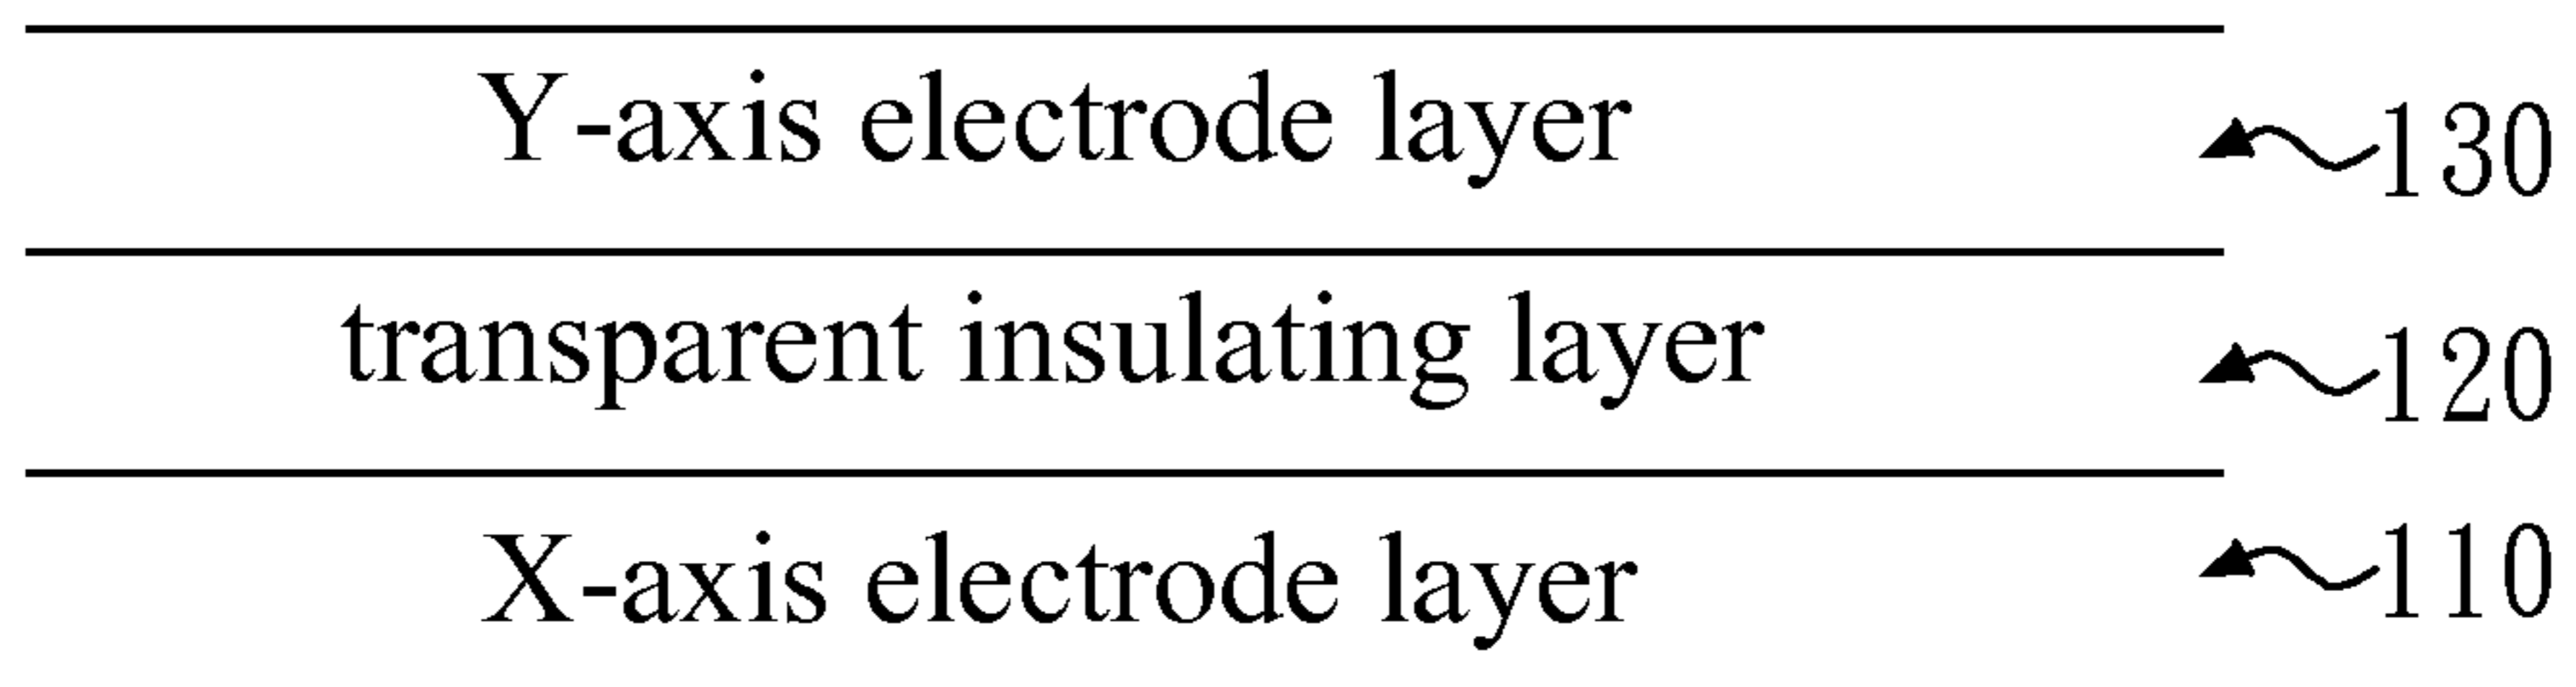 Y-axis electrode layer 130
transparent insulating layer 120
X-axis electrode layer 110